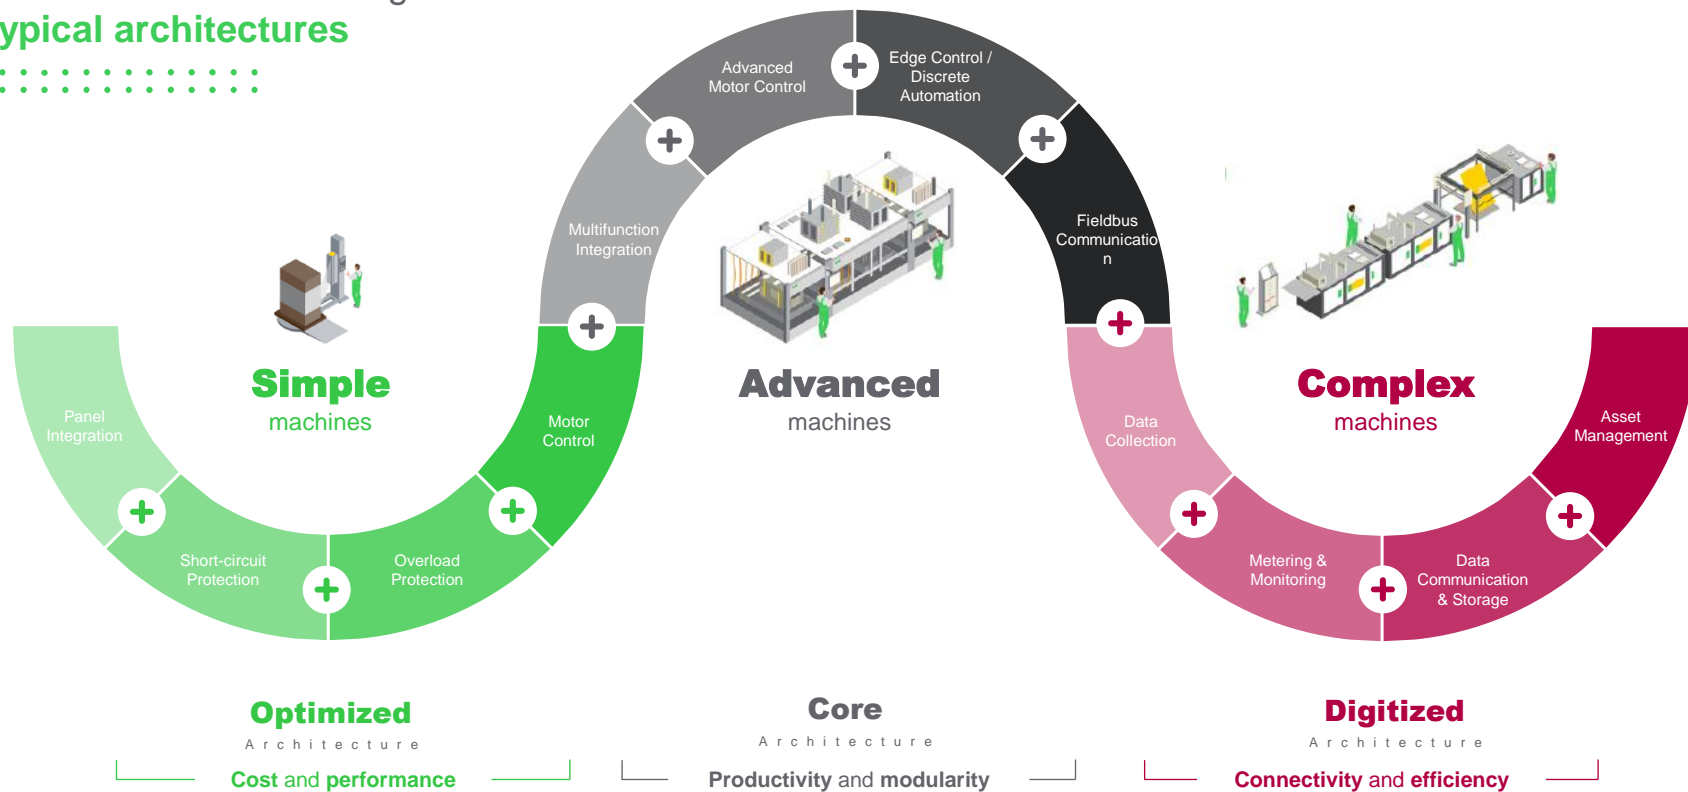 ypical architectures
Advanced
Motor Control
Edge Control /
Discrete
Automation
Multifunction
Integration
Fieldbus
Communicatio
n
Simple
machines
Advanced
machines
Complex
machines
Panel
Integration
Motor
Control
Data
Collection
Asset
Management
Short-circuit
Protection
Overload
Protection
Metering &
Monitoring
Data
Communication
& Storage
Optimized
Architecture
Cost and performance
Core
Architecture
Productivity and modularity
Digitized
Architecture
Connectivity and efficiency